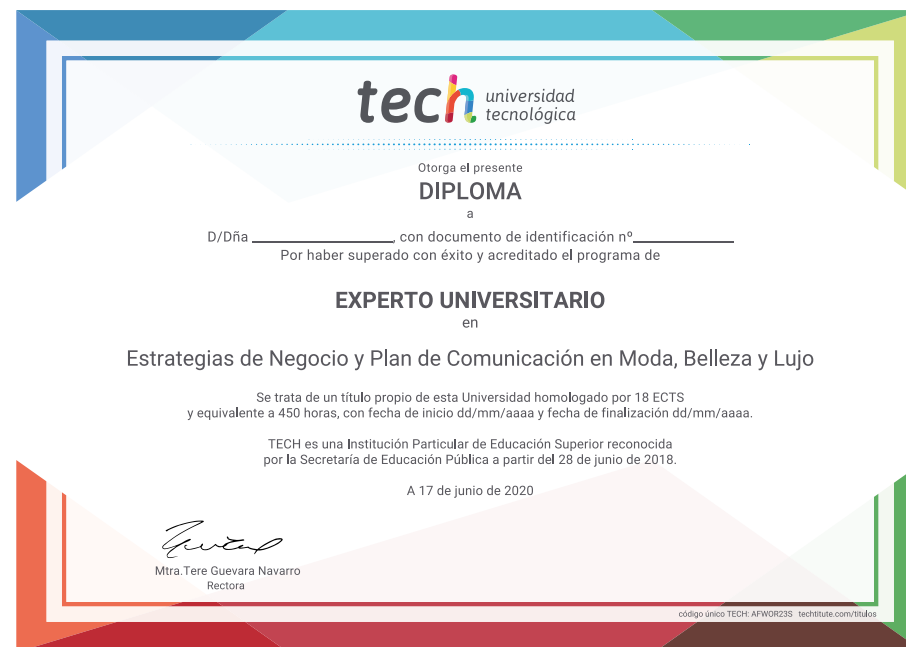 tech universidad
tecnológica
Otorga el presente
DIPLOMA
a
D/Dña ____________________, con documento de identificación nº______________
Por haber superado con éxito y acreditado el programa de
EXPERTO UNIVERSITARIO
en
Estrategias de Negocio y Plan de Comunicación en Moda, Belleza y Lujo
Se trata de un título propio de esta Universidad homologado por 18 ECTS
y equivalente a 450 horas, con fecha de inicio dd/mm/aaaa y fecha de finalización dd/mm/aaaa.
TECH es una Institución Particular de Educación Superior reconocida
por la Secretaría de Educación Pública a partir del 28 de junio de 2018.
A 17 de junio de 2020
Mtra.Tere Guevara Navarro
Rectora
código único TECH: AFWOR23S techtitute.com/titulos